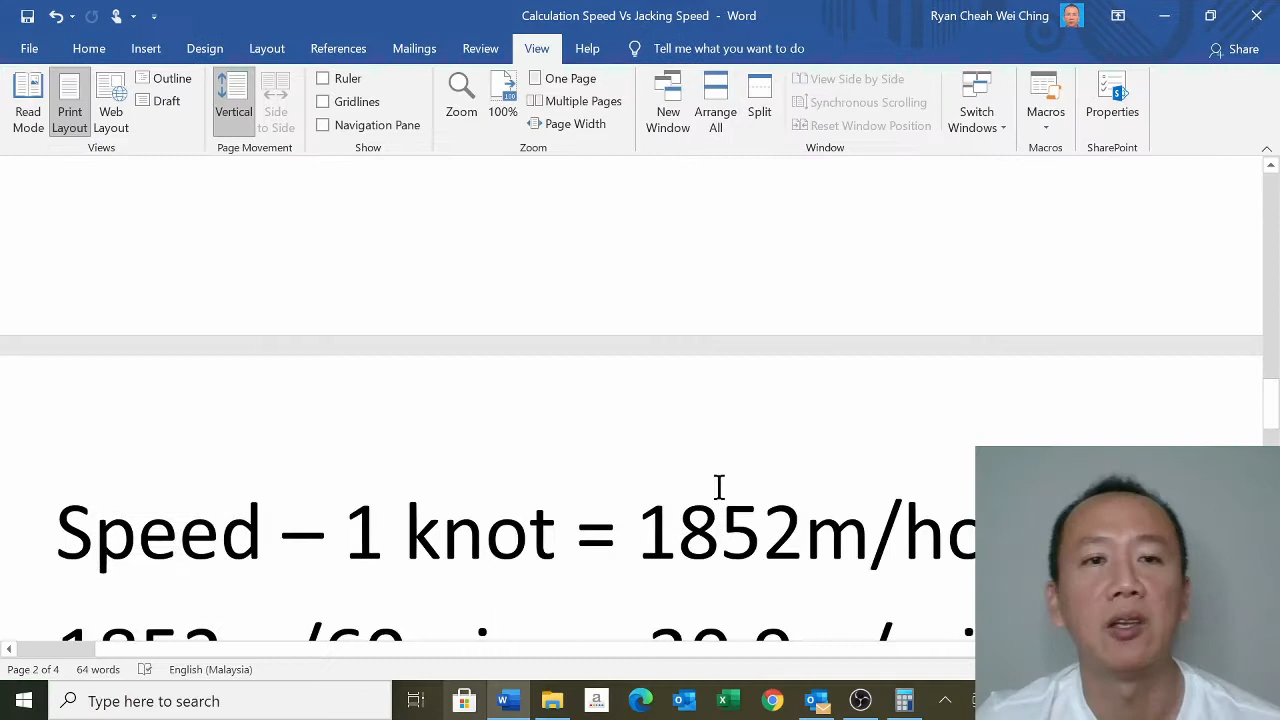 Calculation Speed Vs Jacking Speed - Word
Ryan Cheah Wei Ching
File Home Insert Design Layout References Mailings Review View Help Tell me what you want to do Share
Read Mode
Print Layout
Web Layout
Outline
Draft
Views
Vertical
Side to Side
Page Movement
Ruler
Gridlines
Navigation Pane
Show
Zoom
100%
One Page
Multiple Pages
Page Width
Zoom
New Window
Arrange All
Split
View Side by Side
Synchronous Scrolling
Reset Window Position
Switch Windows
Window
Macros
Macros
Properties
SharePoint
Speed – 1 knot = 1852m/ho
Page 2 of 4 64 words English (Malaysia)
Type here to search